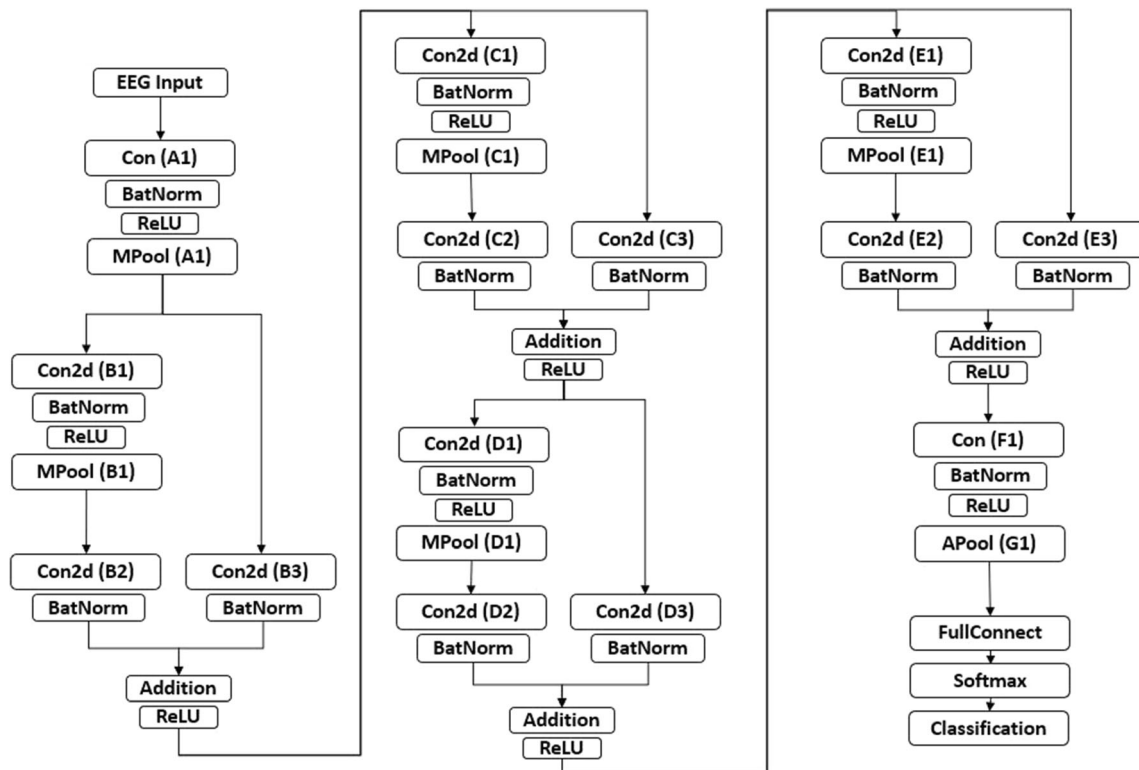 EEG Input
Con (A1)
BatNorm
ReLU
MPool (A1)
Con2d (B1)
BatNorm
ReLU
MPool (B1)
Con2d (B2)
Con2d (B3)
BatNorm
BatNorm
Addition
ReLU
Con2d (C1)
BatNorm
ReLU
MPool (C1)
Con2d (C2)
Con2d (C3)
BatNorm
BatNorm
Addition
ReLU
Con2d (D1)
BatNorm
ReLU
MPool (D1)
Con2d (D2)
Con2d (D3)
BatNorm
BatNorm
Addition
ReLU
Con2d (E1)
BatNorm
ReLU
MPool (E1)
Con2d (E2)
Con2d (E3)
BatNorm
BatNorm
Addition
ReLU
Con (F1)
BatNorm
ReLU
APool (G1)
FullConnect
Softmax
Classification